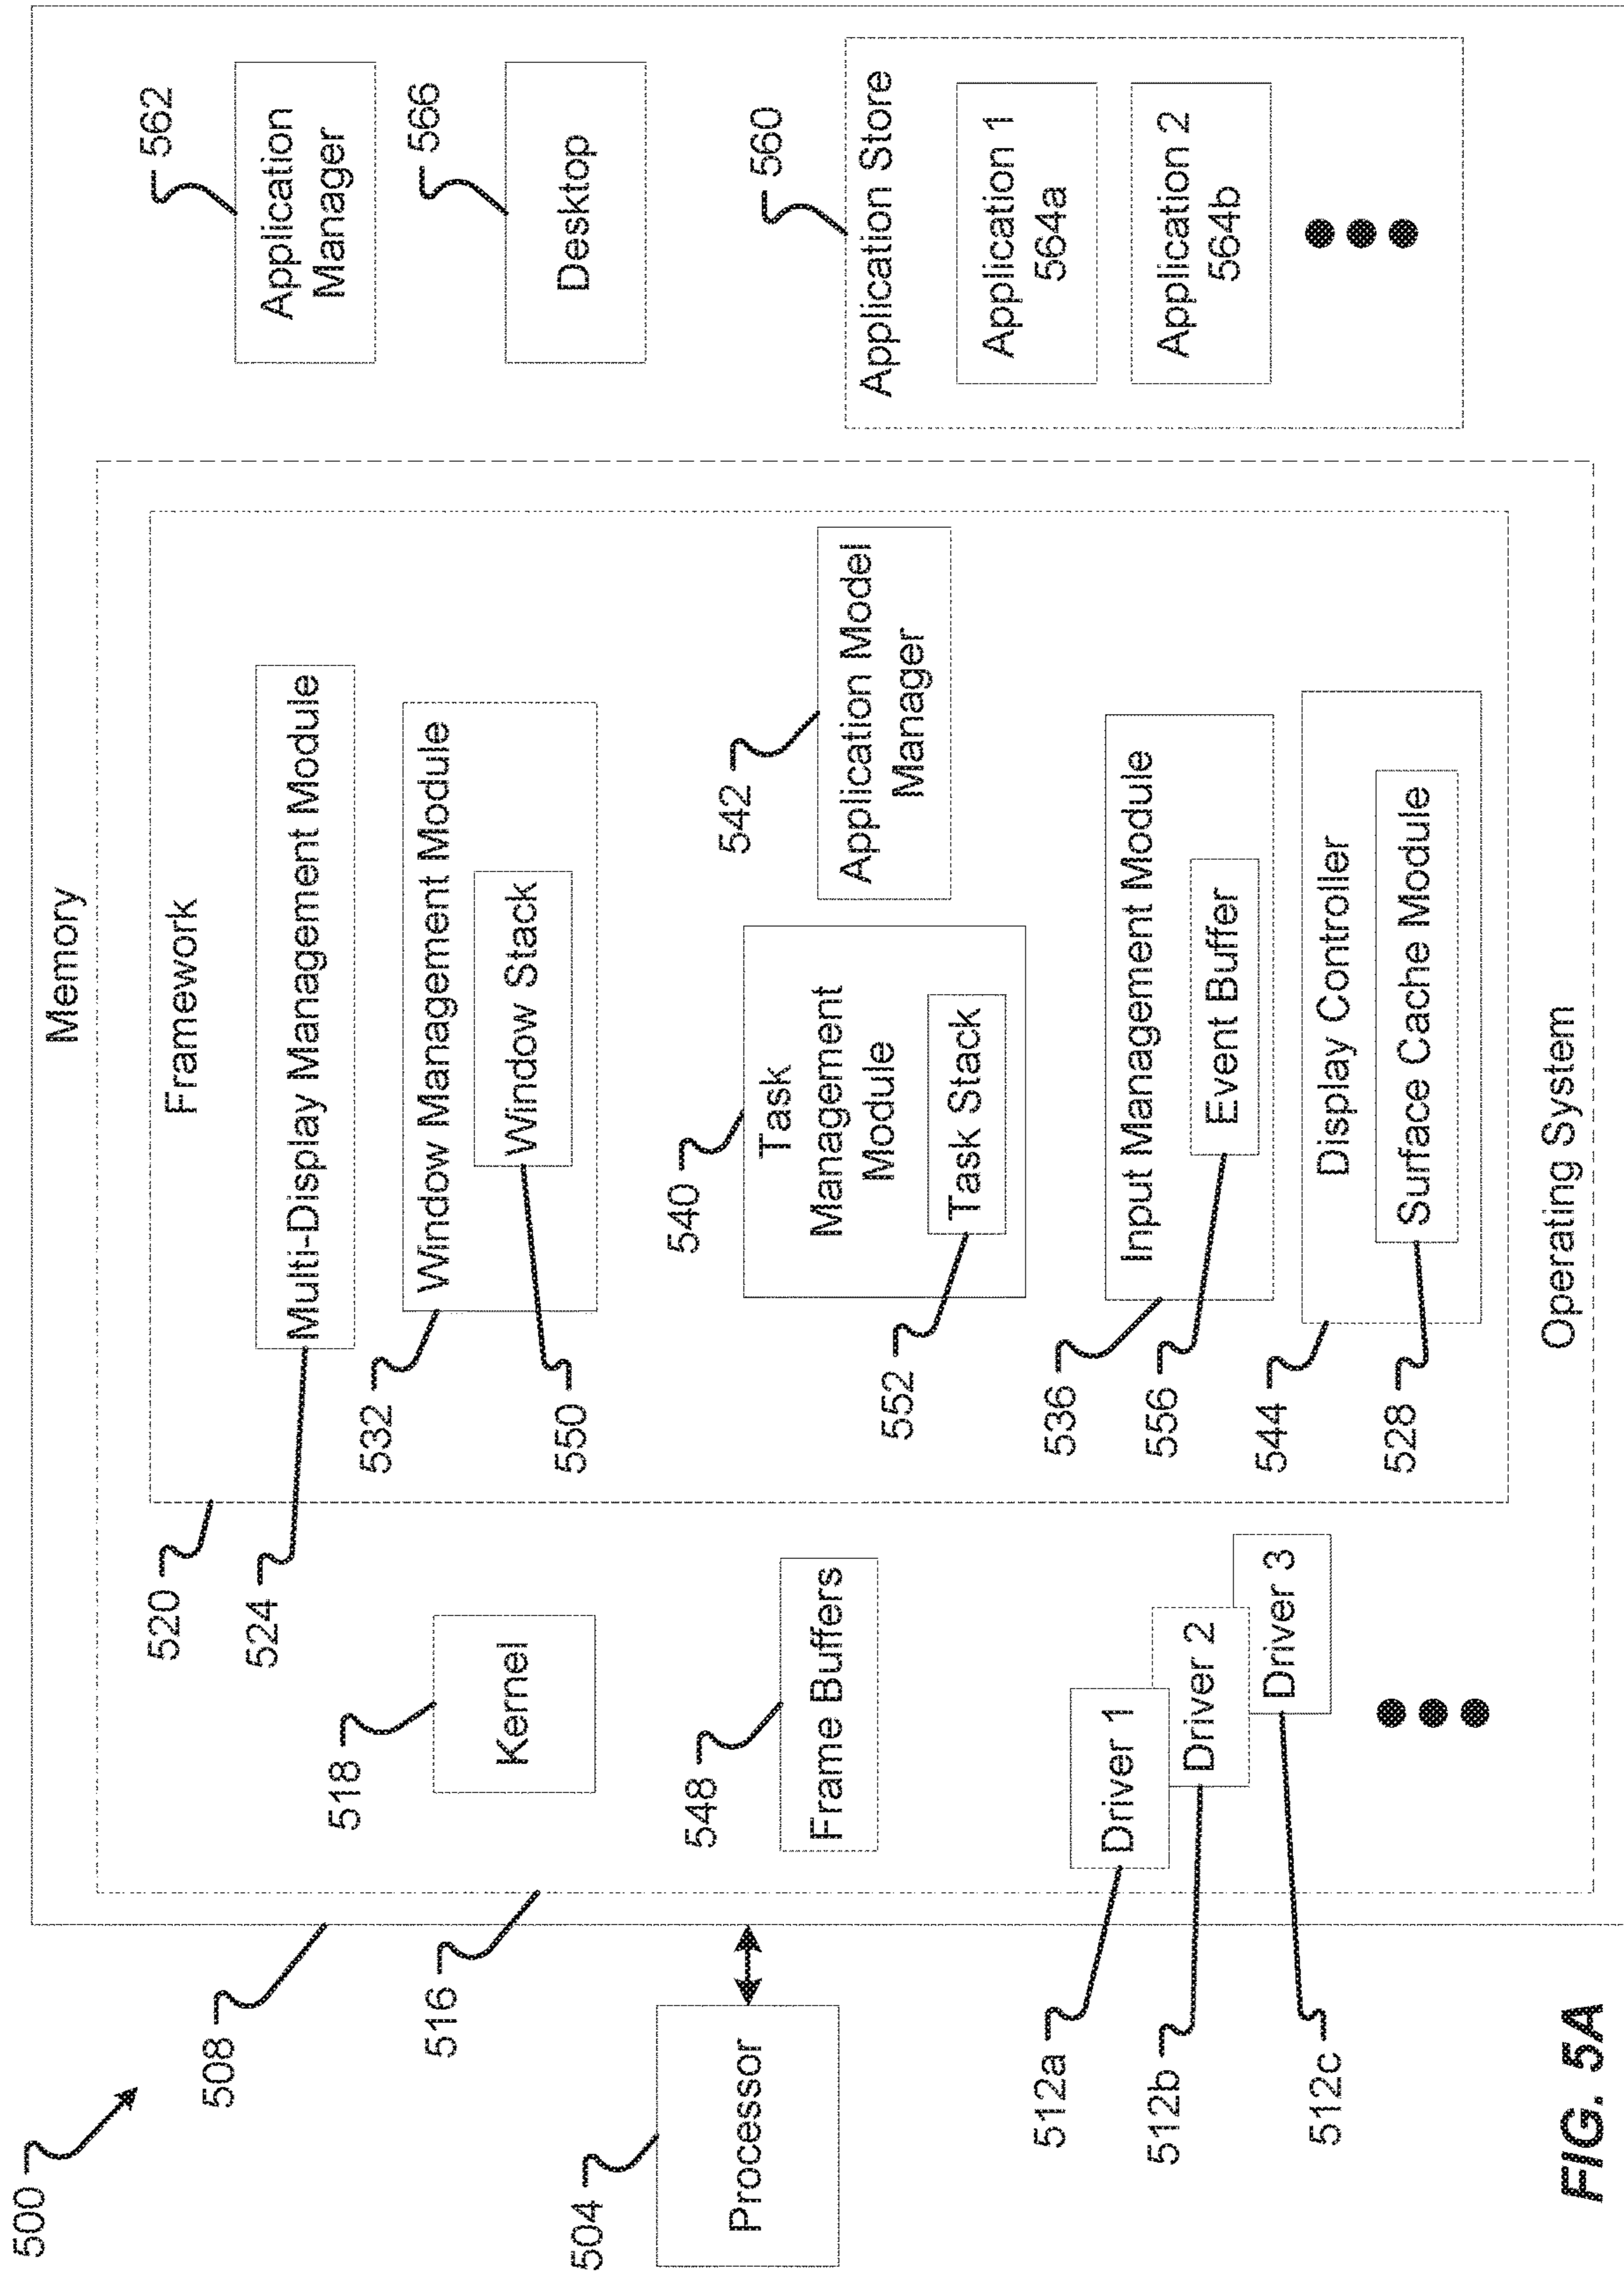 500
508
Memory
516
Operating System
520
Framework
524
Multi-Display Management Module
532
Window Management Module
550
Window Stack
518
Kernel
548
Frame Buffers
540
Task
Management
Module
552
Task Stack
542
Application Model
Manager
536
Input Management Module
556
Event Buffer
544
Display Controller
528
Surface Cache Module
512a
Driver 1
512b
Driver 2
512c
Driver 3
504
Processor
562
Application
Manager
566
Desktop
560
Application Store
Application 1
564a
Application 2
564b
FIG. 5A